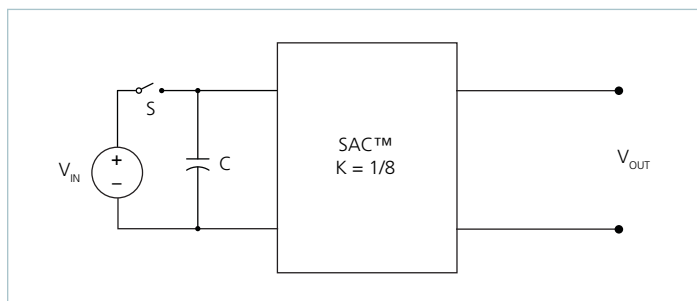 S
SAC™
K = 1/8
+
V_IN
−
C
V_OUT